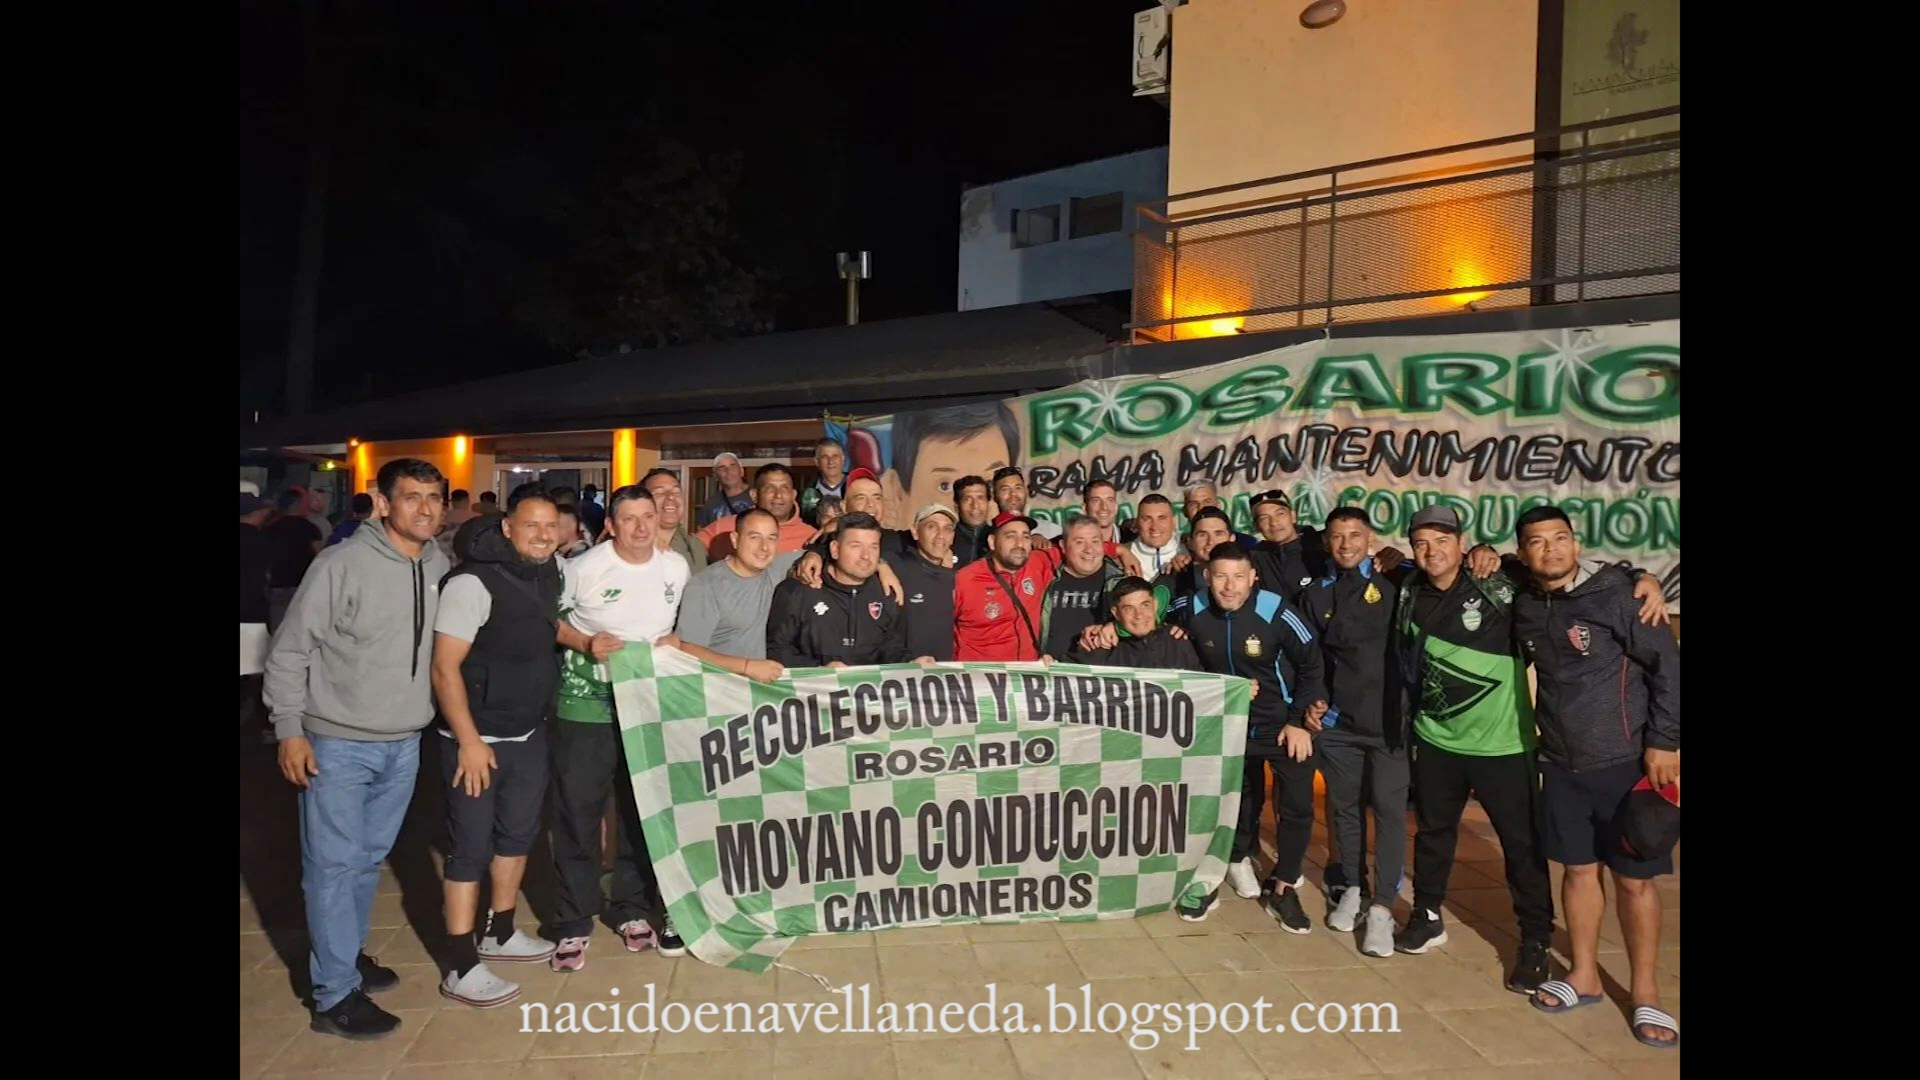 ROSARIO
RAMA MANTENIMIENTO
CONDUCCIÓN
RECOLECCION Y BARRIDO
ROSARIO
MOYANO CONDUCCION
CAMIONEROS
nacidoenavellaneda.blogspot.com